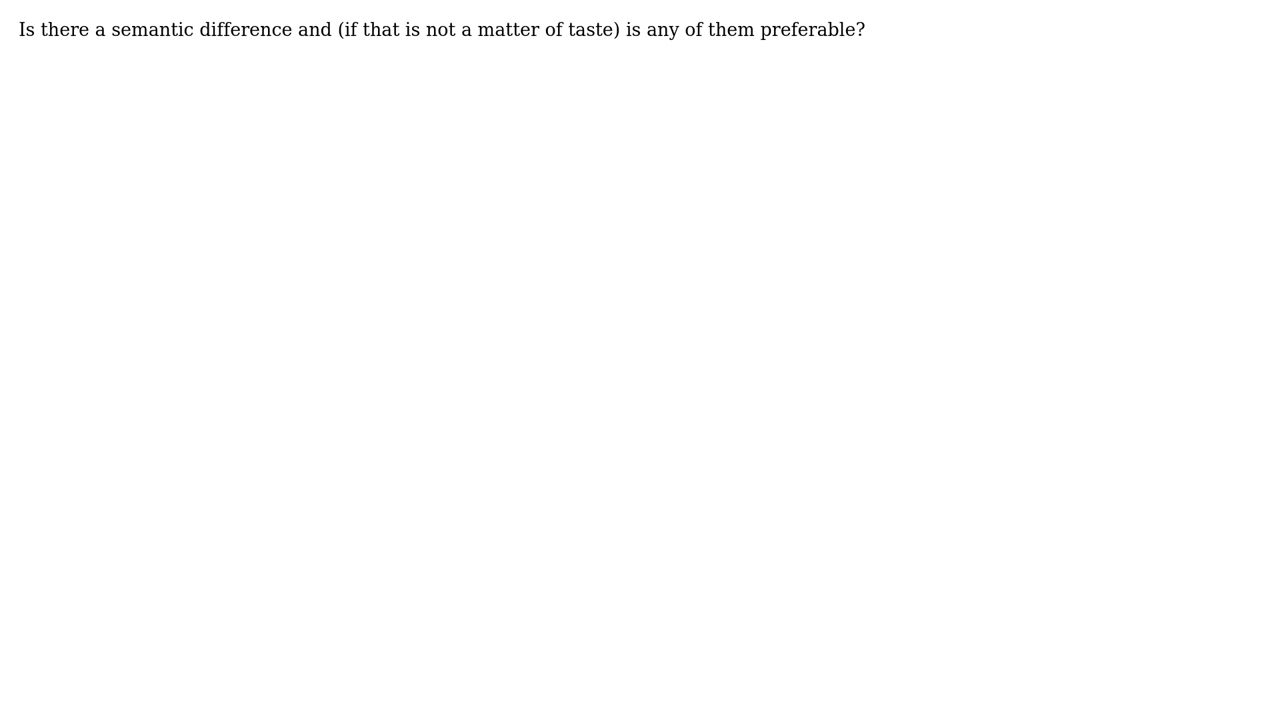 Is there a semantic difference and (if that is not a matter of taste) is any of them preferable?